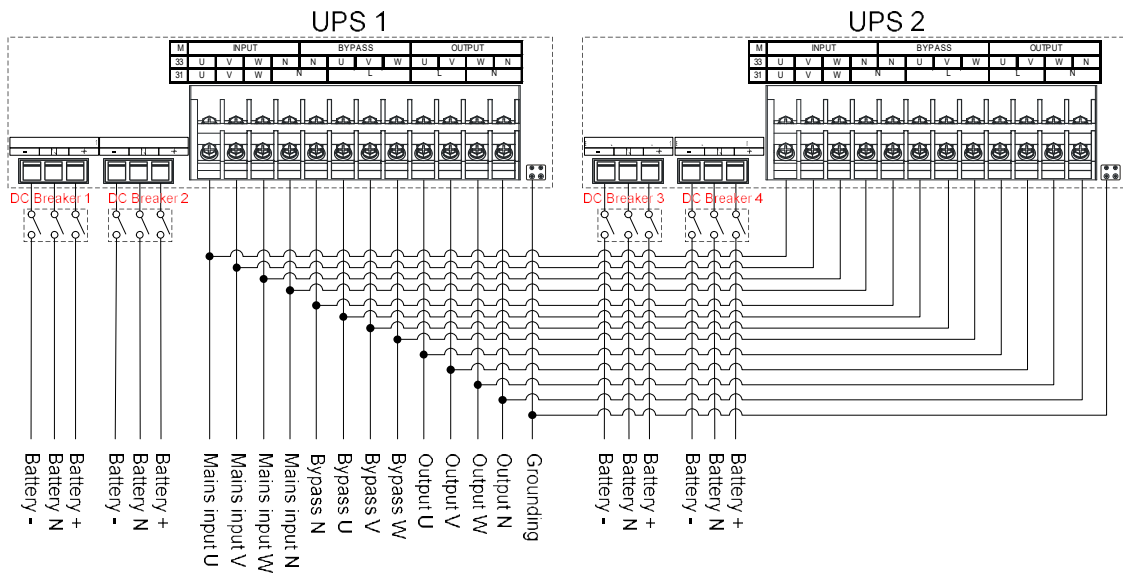 UPS 1 UPS 2
M INPUT BYPASS OUTPUT M INPUT BYPASS OUTPUT
33 U V W N N U V W U V W N 33 U V W N N U V W U V W N
31 U V W N L L N 31 U V W N L L N
- + - + - + - +
DC Breaker 1 DC Breaker 2 DC Breaker 3 DC Breaker 4
Battery -
Battery N
Battery +
Battery -
Battery N
Battery +
Mains input U
Mains input V
Mains input W
Mains input N
Bypass N
Bypass U
Bypass V
Bypass W
Output U
Output V
Output W
Output N
Grounding
Battery -
Battery N
Battery +
Battery -
Battery N
Battery +